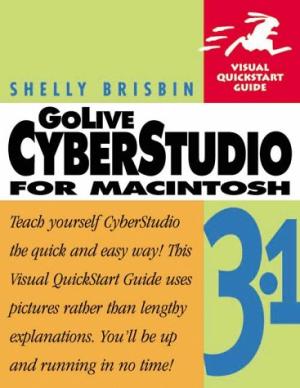 VISUAL
QUICKSTART
GUIDE
SHELLY BRISBIN
GOLIVE
CYBERSTUDIO
FOR MACINTOSH
3.1
Teach yourself CyberStudio
the quick and easy way! This
Visual QuickStart Guide uses
pictures rather than lengthy
explanations. You'll be up
and running in no time!